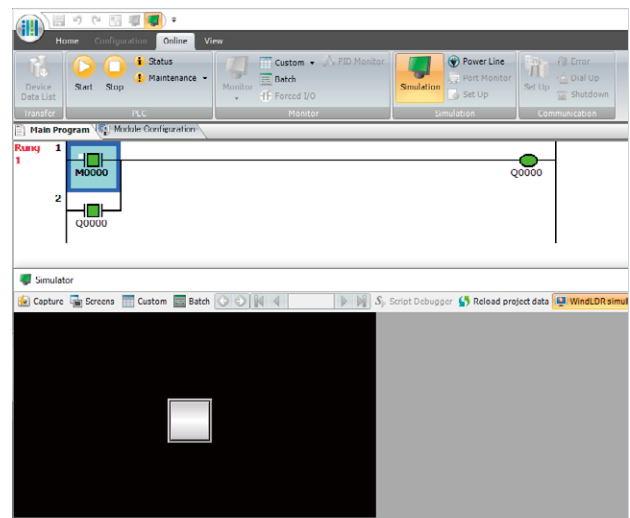 Home Configuration Online View
Device Data List
Start Stop
Status
Maintenance
Monitor
Custom PID Monitor
Batch
Forced I/O
Simulation
Power Line
Port Monitor
Set Up
Set Up
Error
Dial Up
Shutdown
Transfer PLC Monitor Simulation Communication
Main Program Module Configuration
Rung 1
1
M0000 Q0000
2
Q0000
Simulator
Capture Screens Custom Batch Script Debugger Reload project data WindLDR simul